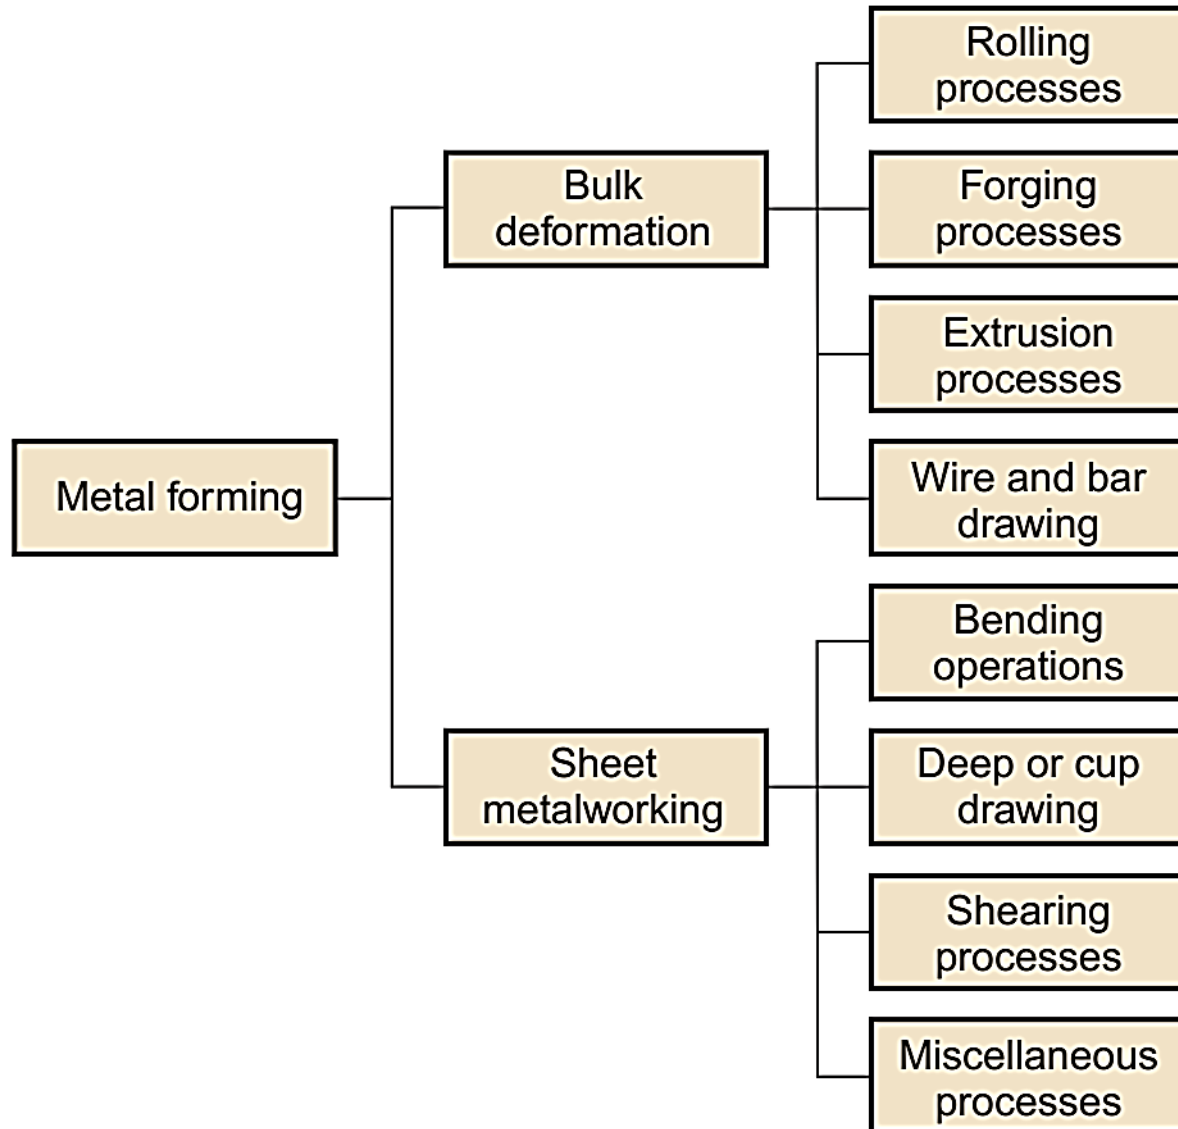 Rolling
processes
Bulk
deformation
Forging
processes
Extrusion
processes
Metal forming
Wire and bar
drawing
Bending
operations
Sheet
metalworking
Deep or cup
drawing
Shearing
processes
Miscellaneous
processes